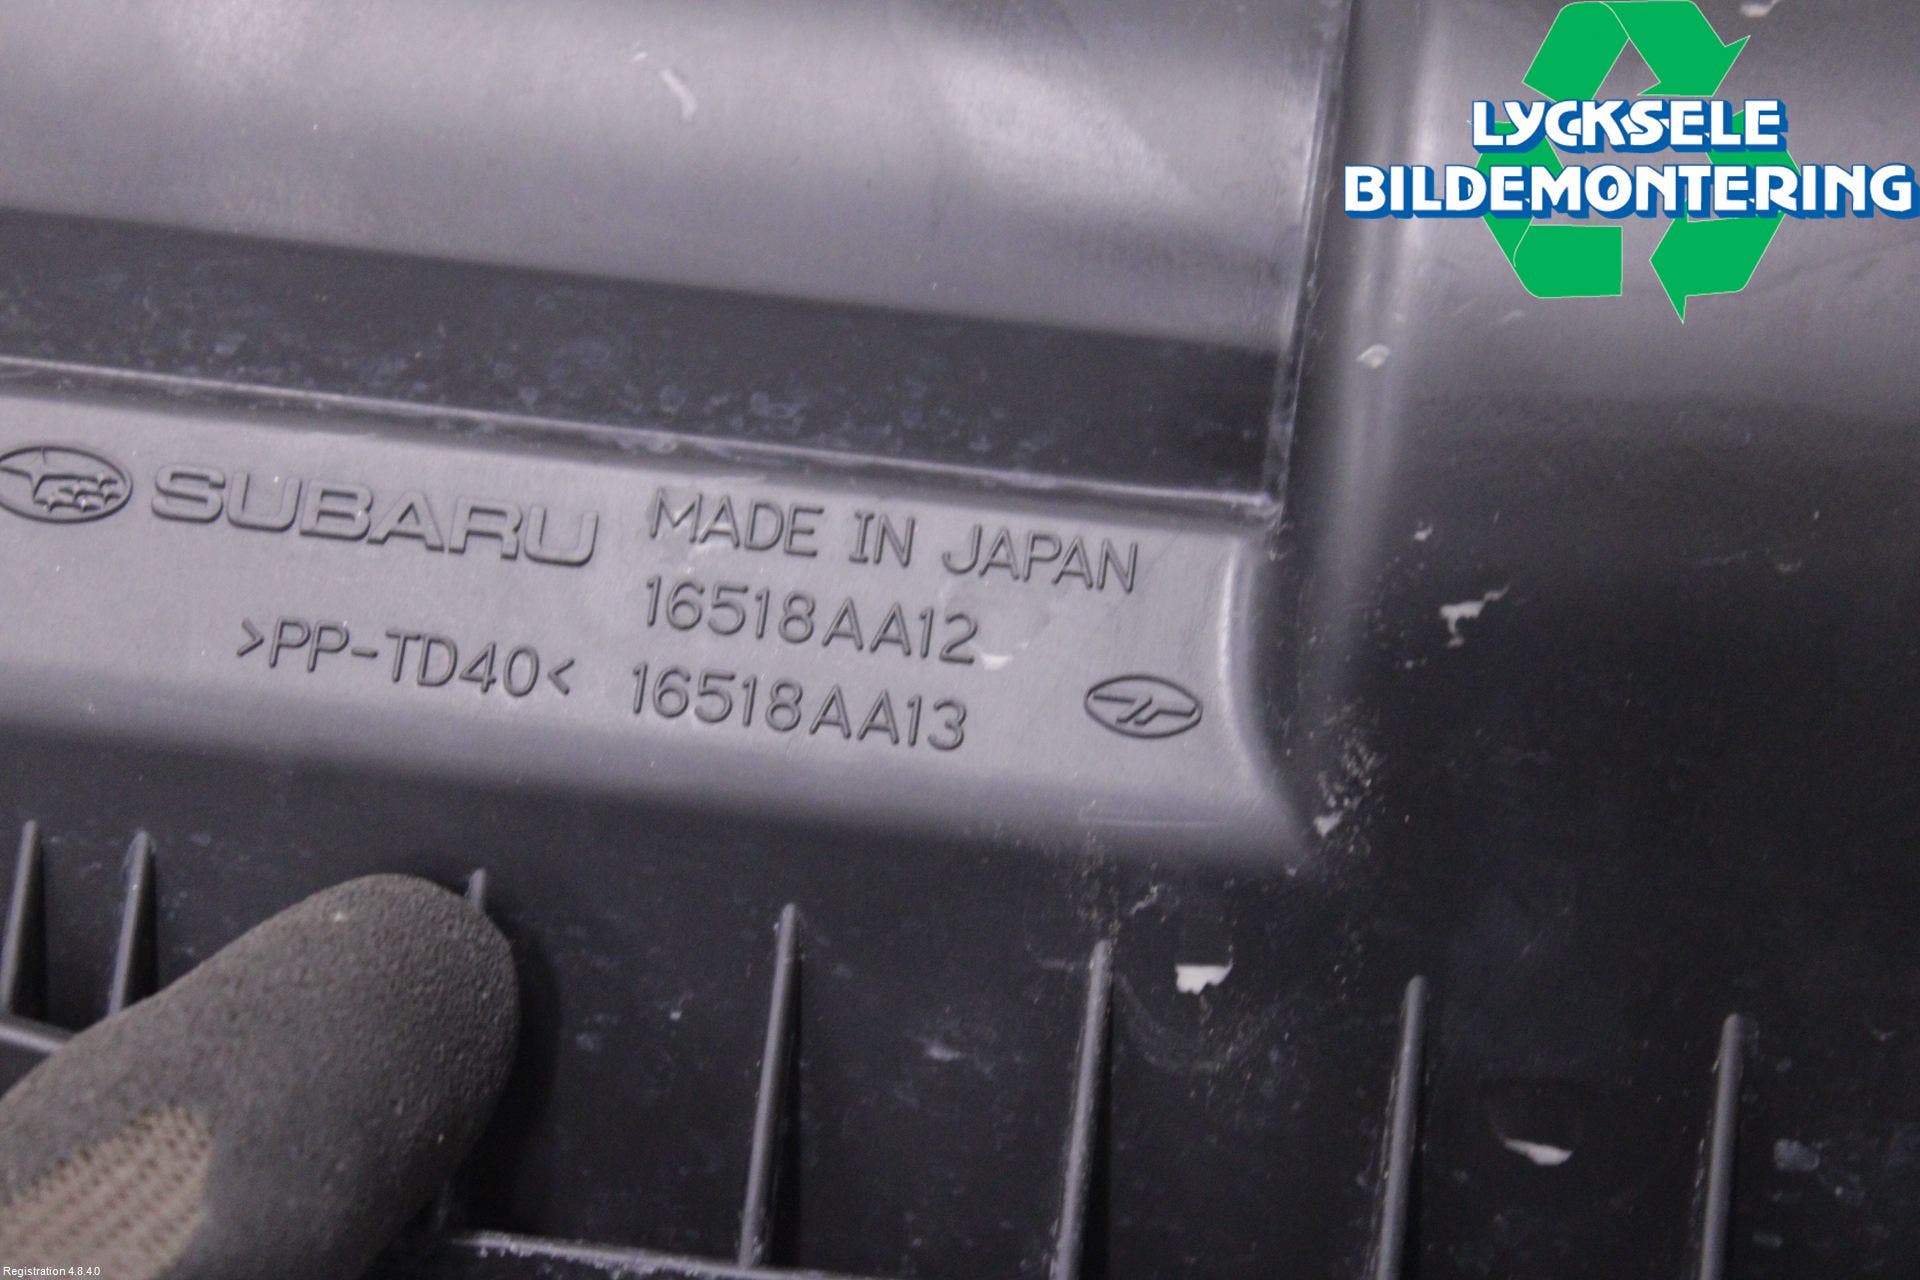 LYCKSELE
BILDEMONTERING
SUBARU MADE IN JAPAN
16518AA12
>PP-TD40< 16518AA13
Registration 4.8.4.0